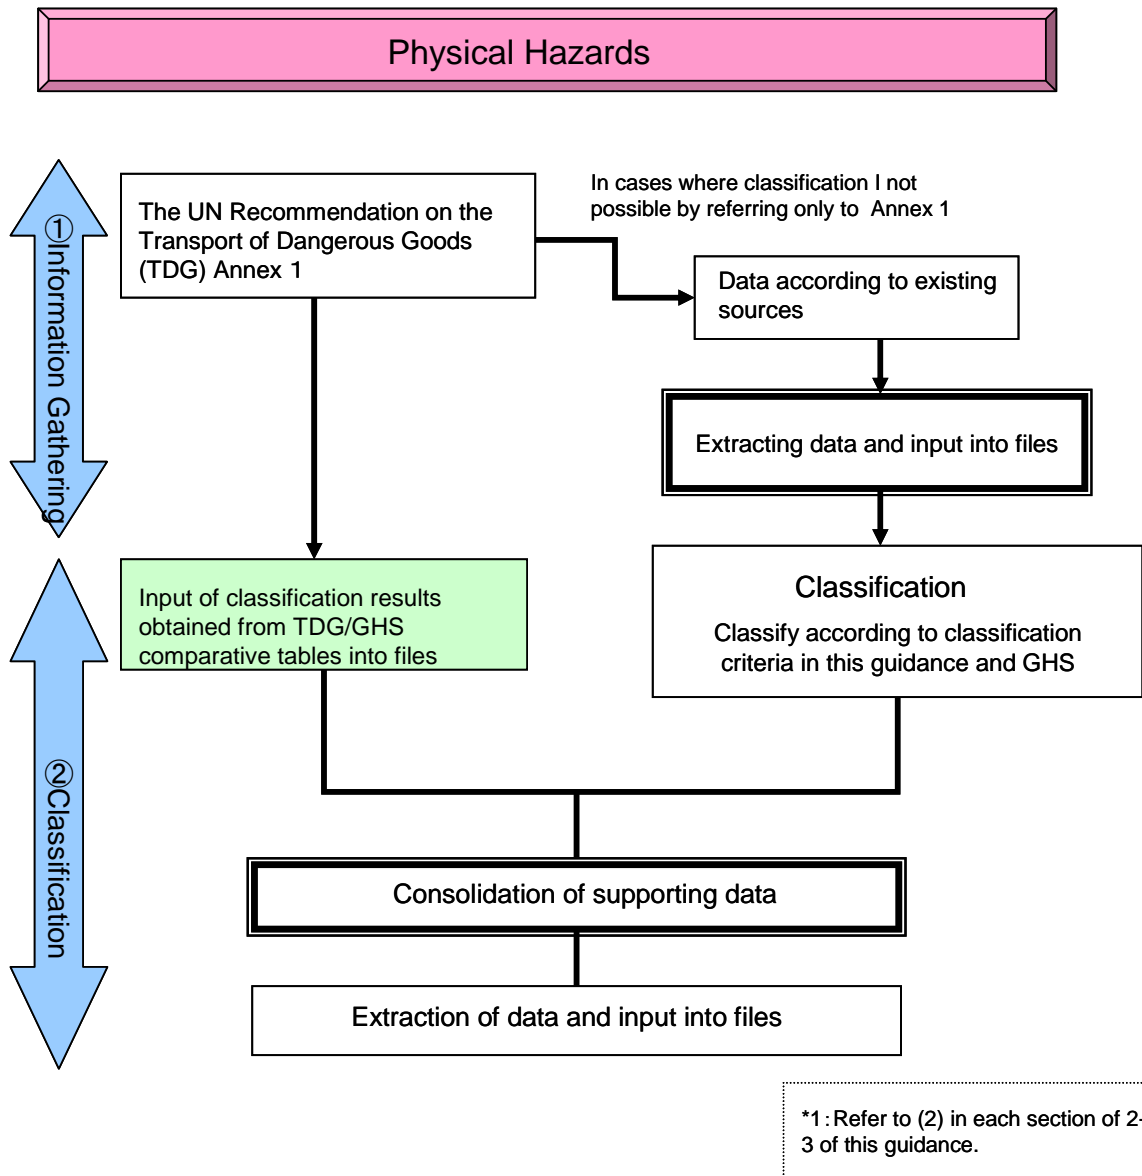 Physical Hazards
①Information Gathering
The UN Recommendation on the
Transport of Dangerous Goods
(TDG) Annex 1
In cases where classification I not
possible by referring only to Annex 1
Data according to existing
sources
Extracting data and input into files
②Classification
Input of classification results
obtained from TDG/GHS
comparative tables into files
Classification
Classify according to classification
criteria in this guidance and GHS
Consolidation of supporting data
Extraction of data and input into files
*1:Refer to (2) in each section of 2-
3 of this guidance.